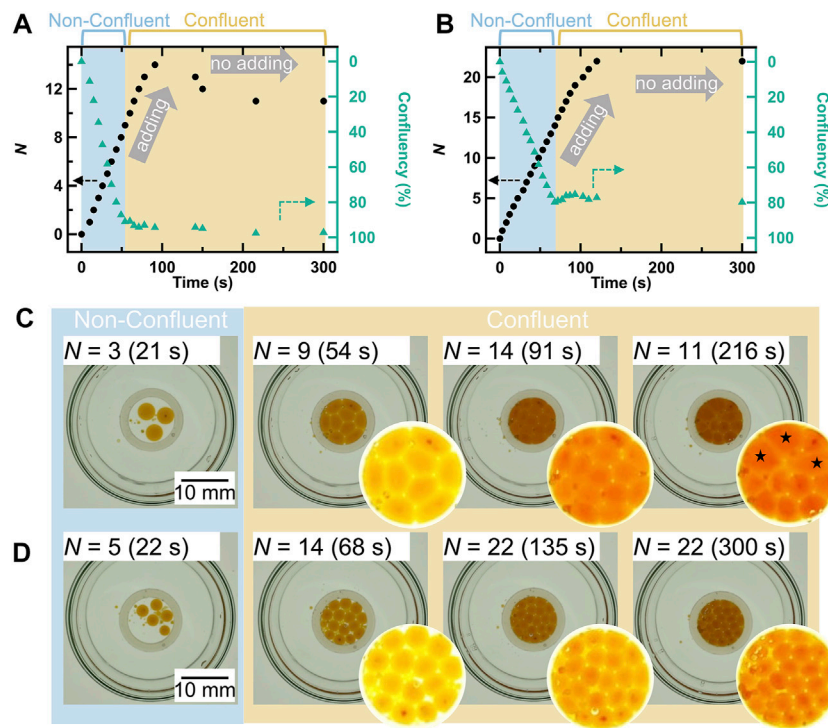 A
Non-Confluent Confluent
14
12
8
4
0
N
no adding
adding
0
20
40
60
80
100
Confluency (%)
0 100 200 300
Time (s)
B
Non-Confluent Confluent
20
15
10
5
0
N
no adding
adding
0
20
40
60
80
100
Confluency (%)
0 100 200 300
Time (s)
C
Non-Confluent Confluent
N = 3 (21 s) N = 9 (54 s) N = 14 (91 s) N = 11 (216 s)
10 mm
D
N = 5 (22 s) N = 14 (68 s) N = 22 (135 s) N = 22 (300 s)
10 mm